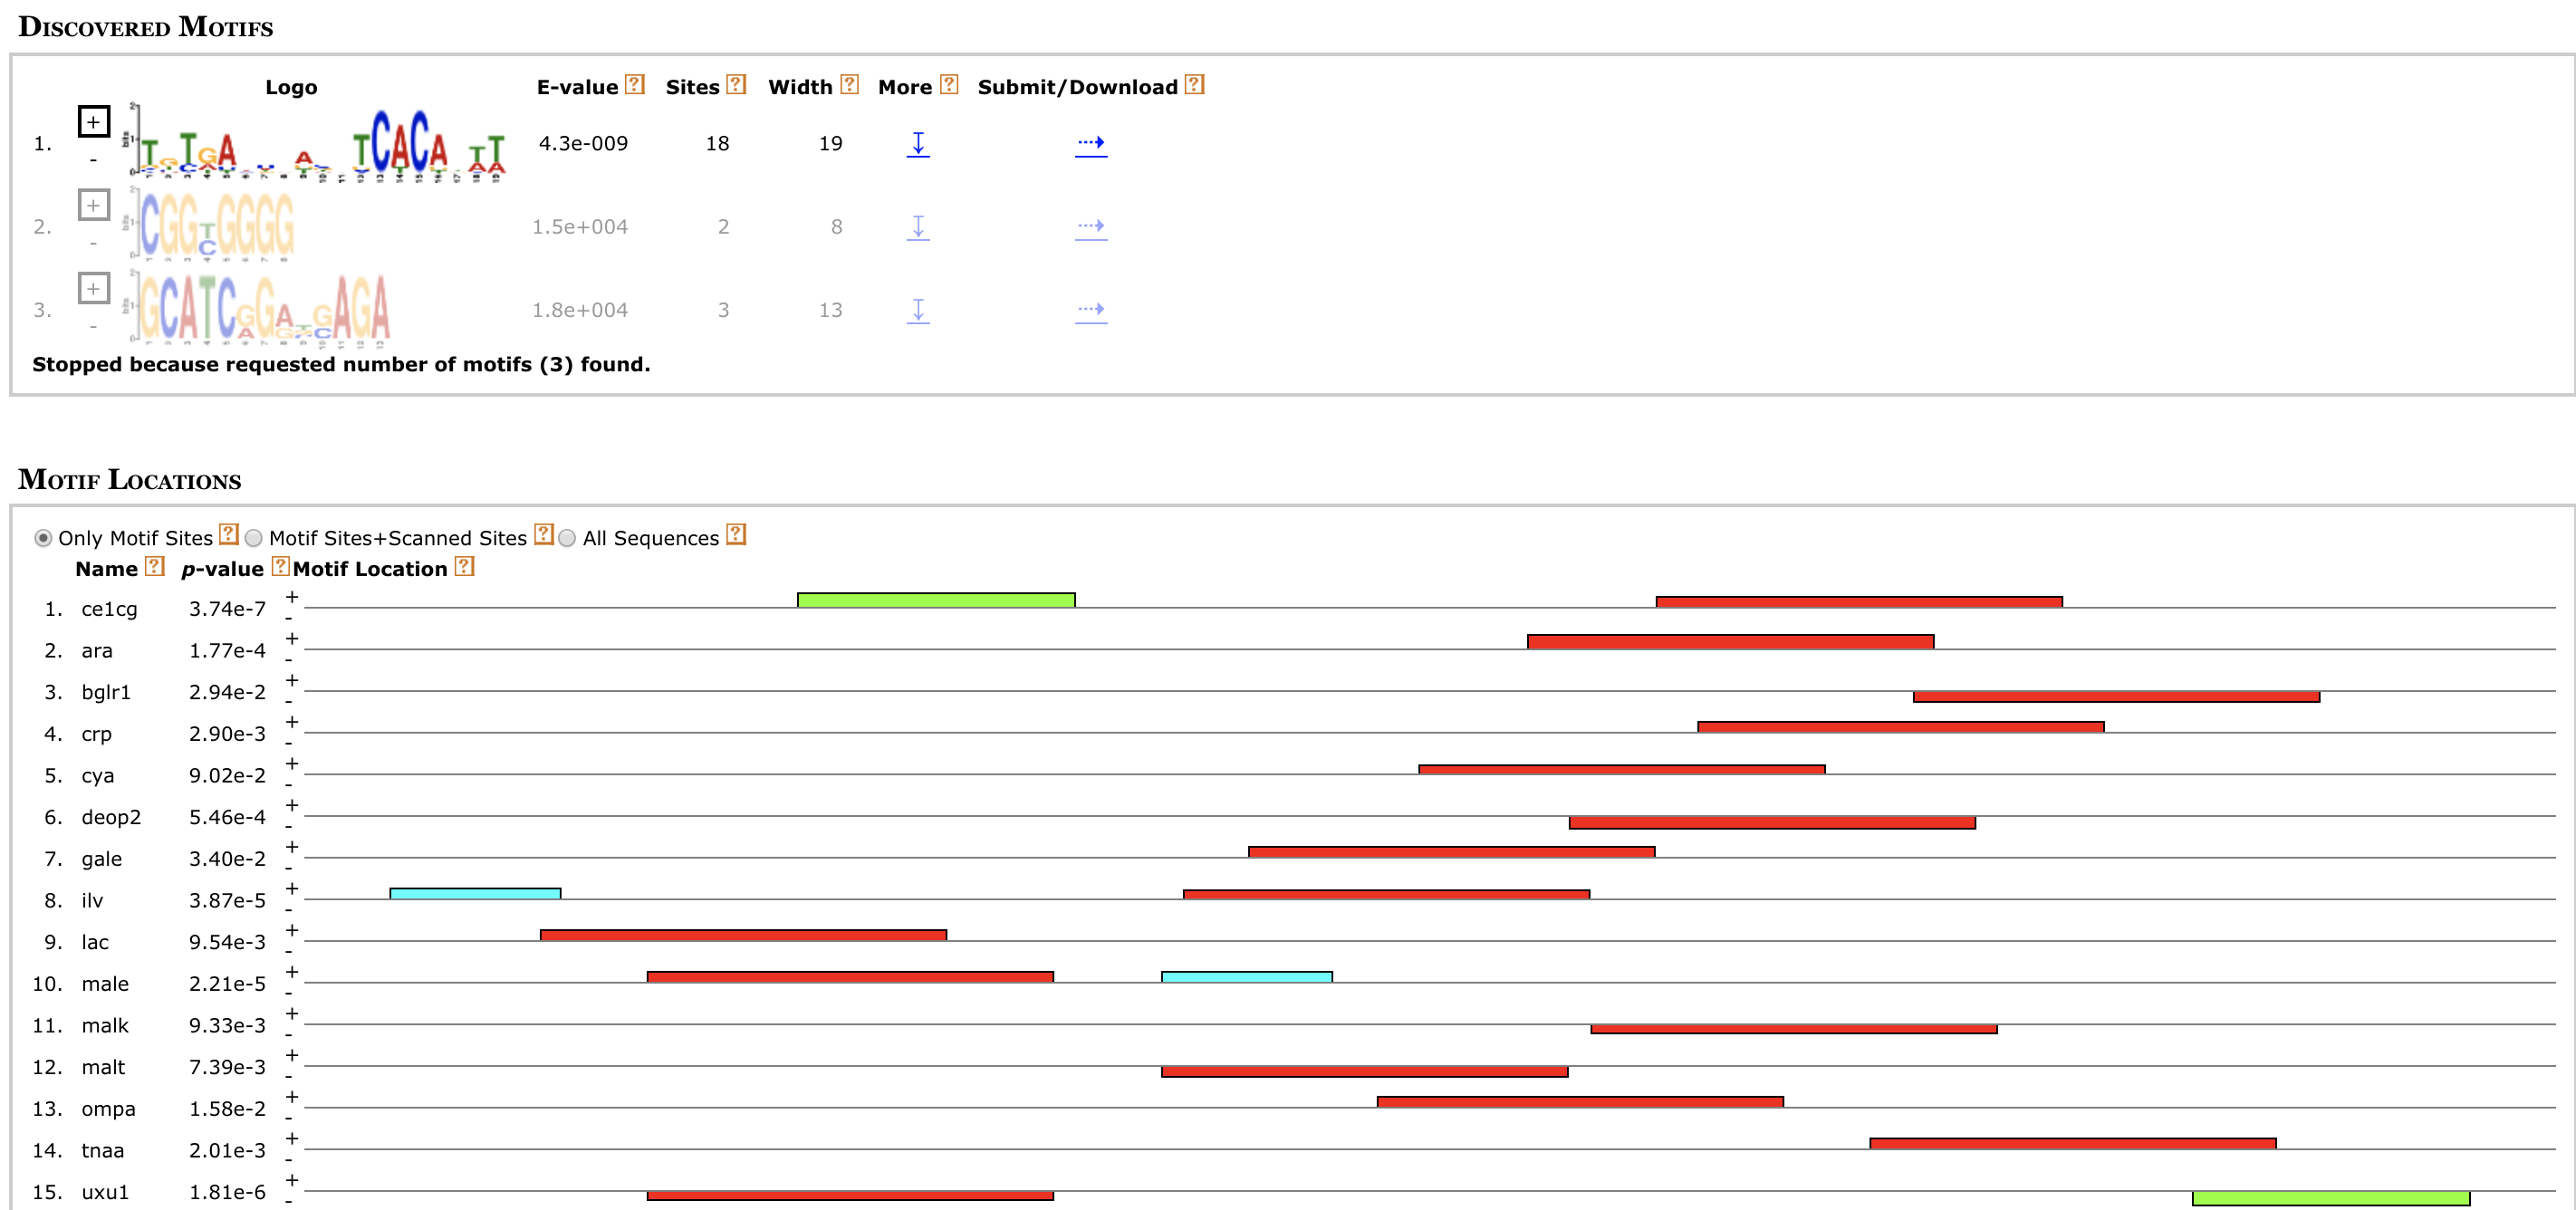 DISCOVERED MOTIFS
Logo E-value ? Sites ? Width ? More ? Submit/Download ?
1. + - 4.3e-009 18 19
2. + - CGGTGGGG C 1.5e+004 2 8
3. + - 1.8e+004 3 13
Stopped because requested number of motifs (3) found.
MOTIF LOCATIONS
Only Motif Sites ? Motif Sites+Scanned Sites ? All Sequences ?
Name ? p-value ? Motif Location ?
1. ce1cg 3.74e-7 + -
2. ara 1.77e-4 + -
3. bglr1 2.94e-2 + -
4. crp 2.90e-3 + -
5. cya 9.02e-2 + -
6. deop2 5.46e-4 + -
7. gale 3.40e-2 + -
8. ilv 3.87e-5 + -
9. lac 9.54e-3 + -
10. male 2.21e-5 + -
11. malk 9.33e-3 + -
12. malt 7.39e-3 + -
13. ompa 1.58e-2 + -
14. tnaa 2.01e-3 + -
15. uxu1 1.81e-6 + -